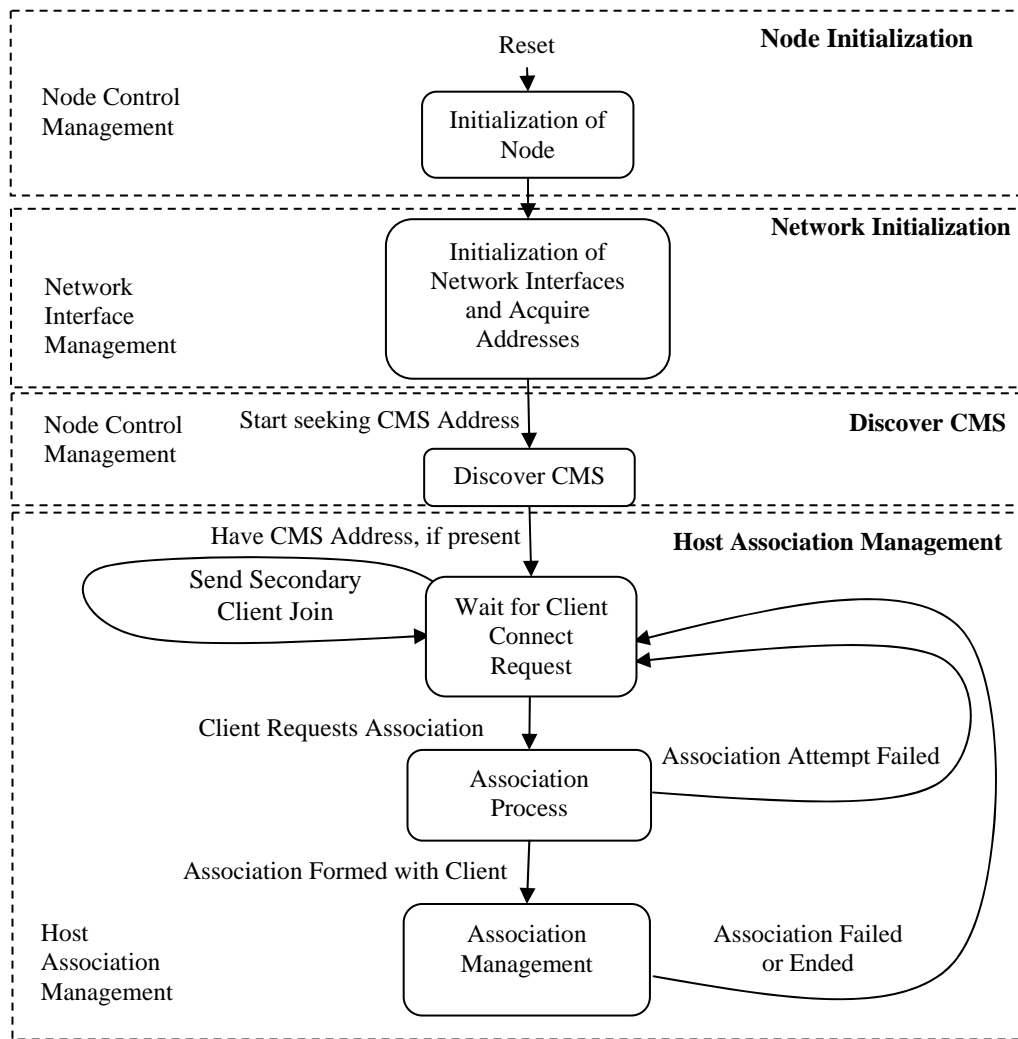 Node Initialization
Reset
Node Control
Management
Initialization of
Node
Network Initialization
Initialization of
Network Interfaces
and Acquire
Addresses
Network
Interface
Management
Start seeking CMS Address
Node Control
Management
Discover CMS
Discover CMS
Have CMS Address, if present
Host Association Management
Send Secondary
Client Join
Wait for Client
Connect
Request
Client Requests Association
Association Attempt Failed
Association
Process
Association Formed with Client
Host
Association
Management
Association
Management
Association Failed
or Ended